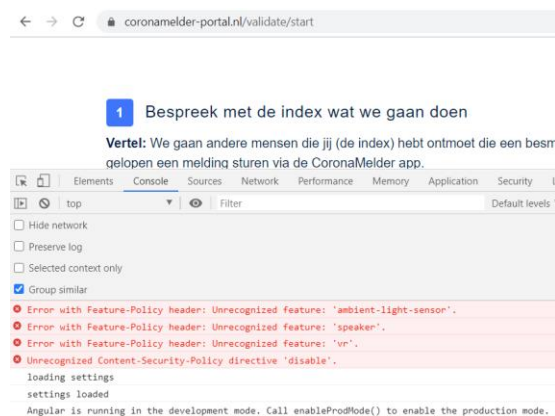 coronamelder-portal.nl/validate/start
1 Bespreek met de index wat we gaan doen
Vertel: We gaan andere mensen die jij (de index) hebt ontmoet die een besm
gelopen een melding sturen via de CoronaMelder app.
Elements Console Sources Network Performance Memory Application Security
top Filter Default levels
Hide network
Preserve log
Selected context only
Group similar
Error with Feature-Policy header: Unrecognized feature: 'ambient-light-sensor'.
Error with Feature-Policy header: Unrecognized feature: 'speaker'.
Error with Feature-Policy header: Unrecognized feature: 'vr'.
Unrecognized Content-Security-Policy directive 'disable'.
loading settings
settings loaded
Angular is running in the development mode. Call enableProdMode() to enable the production mode.